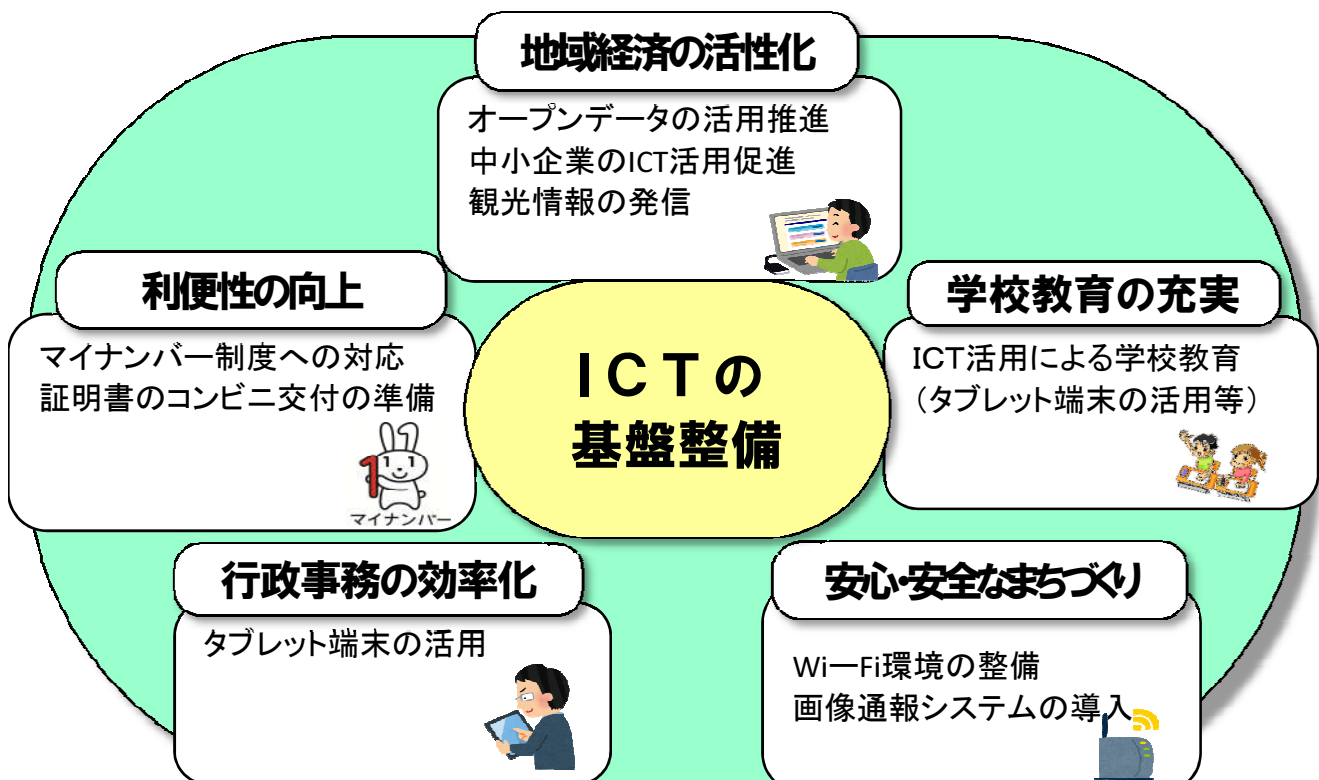 地域経済の活性化
オープンデータの活用推進
中小企業のICT活用促進
観光情報の発信
利便性の向上
マイナンバー制度への対応
証明書のコンビニ交付の準備
1
マイナンバー
ICTの
基盤整備
学校教育の充実
ICT活用による学校教育
（タブレット端末の活用等）
行政事務の効率化
タブレット端末の活用
安心・安全なまちづくり
Wi－Fi環境の整備
画像通報システムの導入